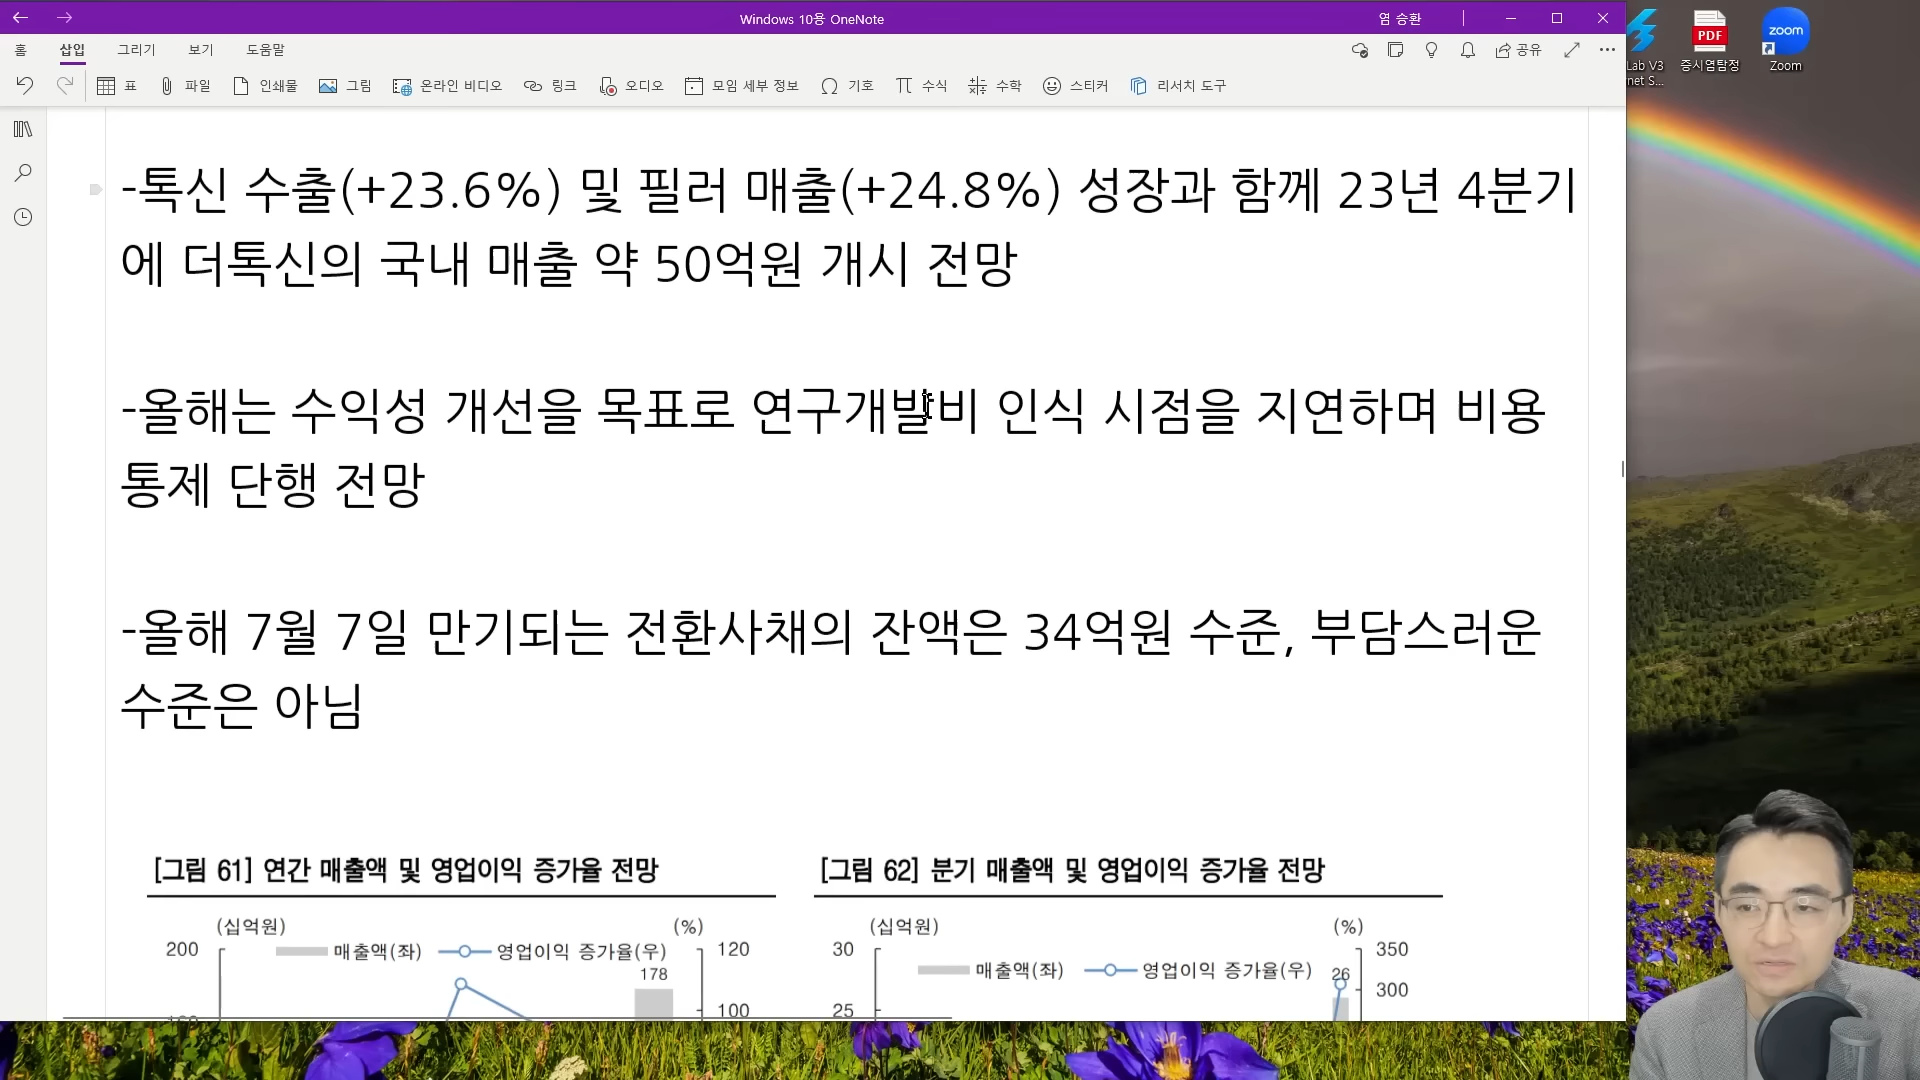 Windows 10용 OneNote
염 승환
홈 삽입 그리기 보기 도움말
공유
표 파일 인쇄물 그림 온라인 비디오 링크 오디오 모임 세부 정보 기호 수식 수학 스티커 리서치 도구
Lab V3
net S...
PDF
증시염탐정
zoom
Zoom
-톡신 수출(+23.6%) 및 필러 매출(+24.8%) 성장과 함께 23년 4분기
에 더톡신의 국내 매출 약 50억원 개시 전망
-올해는 수익성 개선을 목표로 연구개발비 인식 시점을 지연하며 비용
통제 단행 전망
-올해 7월 7일 만기되는 전환사채의 잔액은 34억원 수준, 부담스러운
수준은 아님
[그림 61] 연간 매출액 및 영업이익 증가율 전망
(십억원) (%)
200 매출액(좌) 영업이익 증가율(우) 120
178
100
[그림 62] 분기 매출액 및 영업이익 증가율 전망
(십억원) (%)
30 350
매출액(좌) 영업이익 증가율(우) 26
300
25